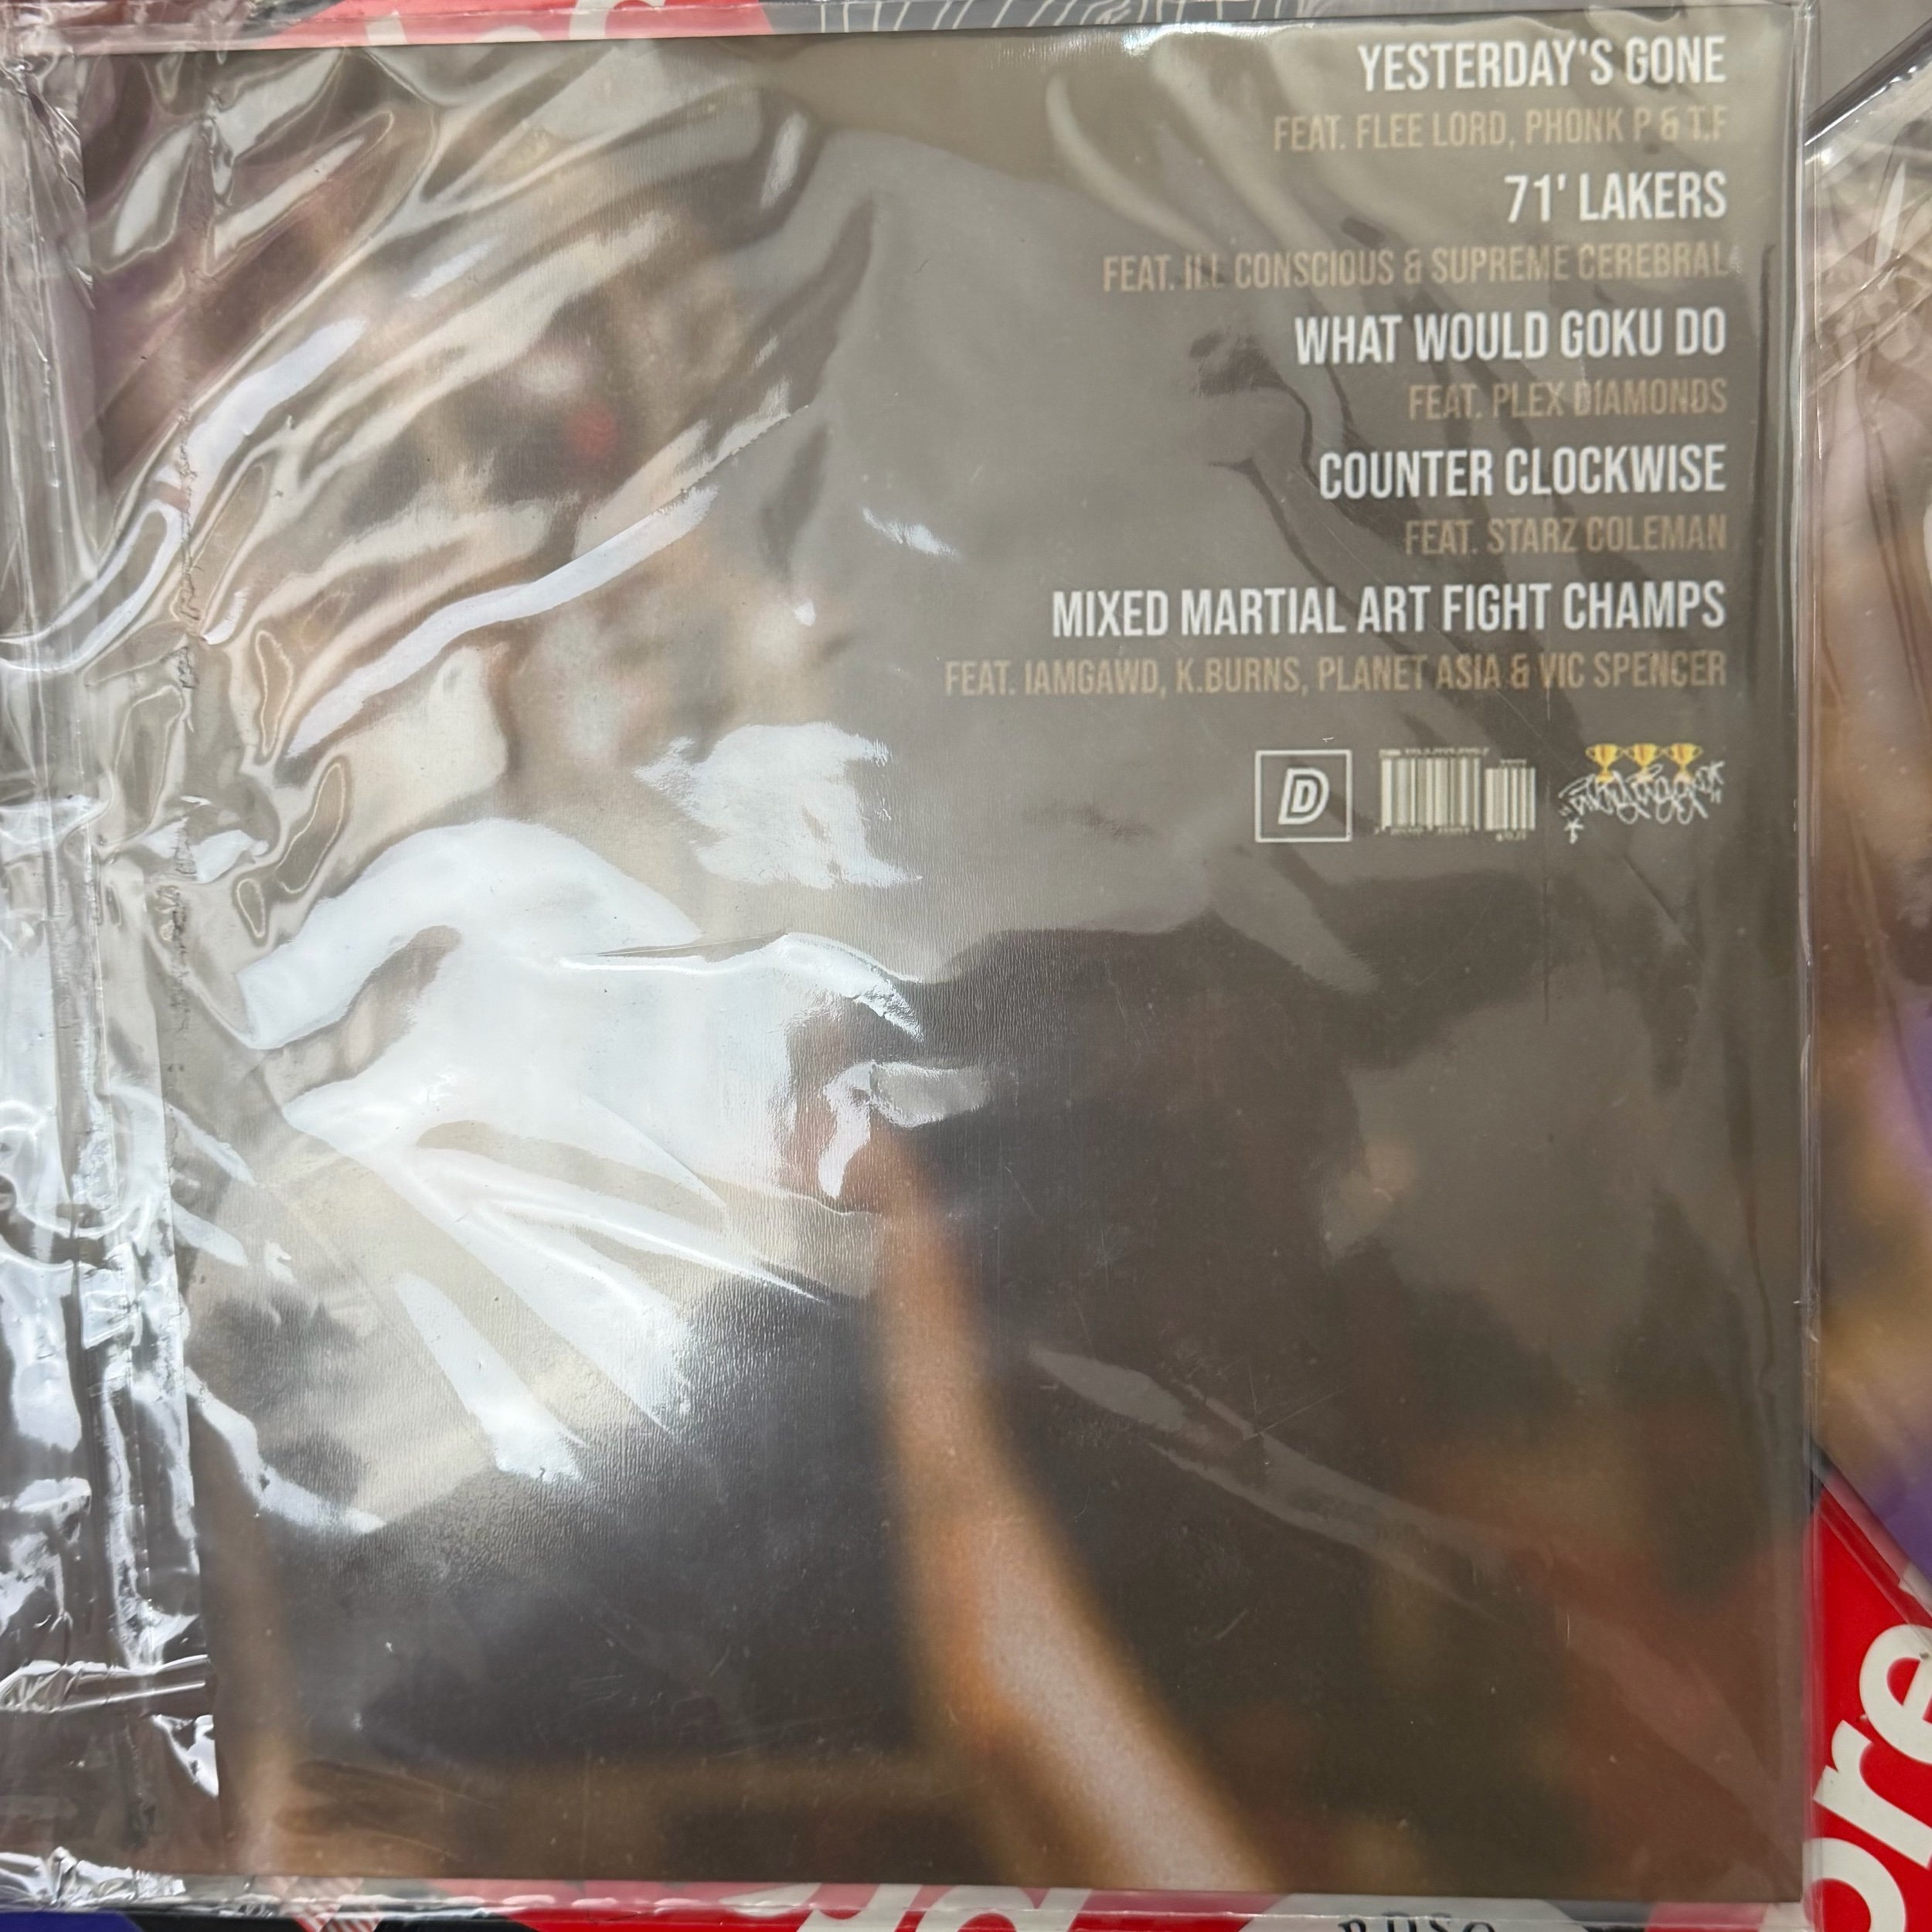 YESTERDAY'S GONE
FEAT. FLEE LORD, PHONK P & T.F
71' LAKERS
FEAT. ILL CONSCIOUS & SUPREME CEREBRAL
WHAT WOULD GOKU DO
FEAT. PLEX DIAMONDS
COUNTER CLOCKWISE
FEAT. STARZ COLEMAN
MIXED MARTIAL ART FIGHT CHAMPS
FEAT. IAMGAWD, K.BURNS, PLANET ASIA & VIC SPENCER
D